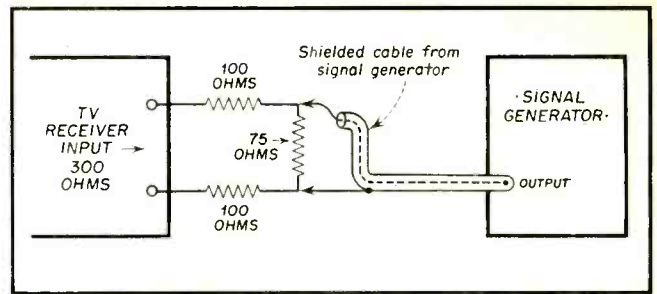 Shielded cable from
signal generator
100
OHMS
TV
RECEIVER
INPUT →
300
OHMS
75
OHMS
100
OHMS
·SIGNAL
GENERATOR·
OUTPUT